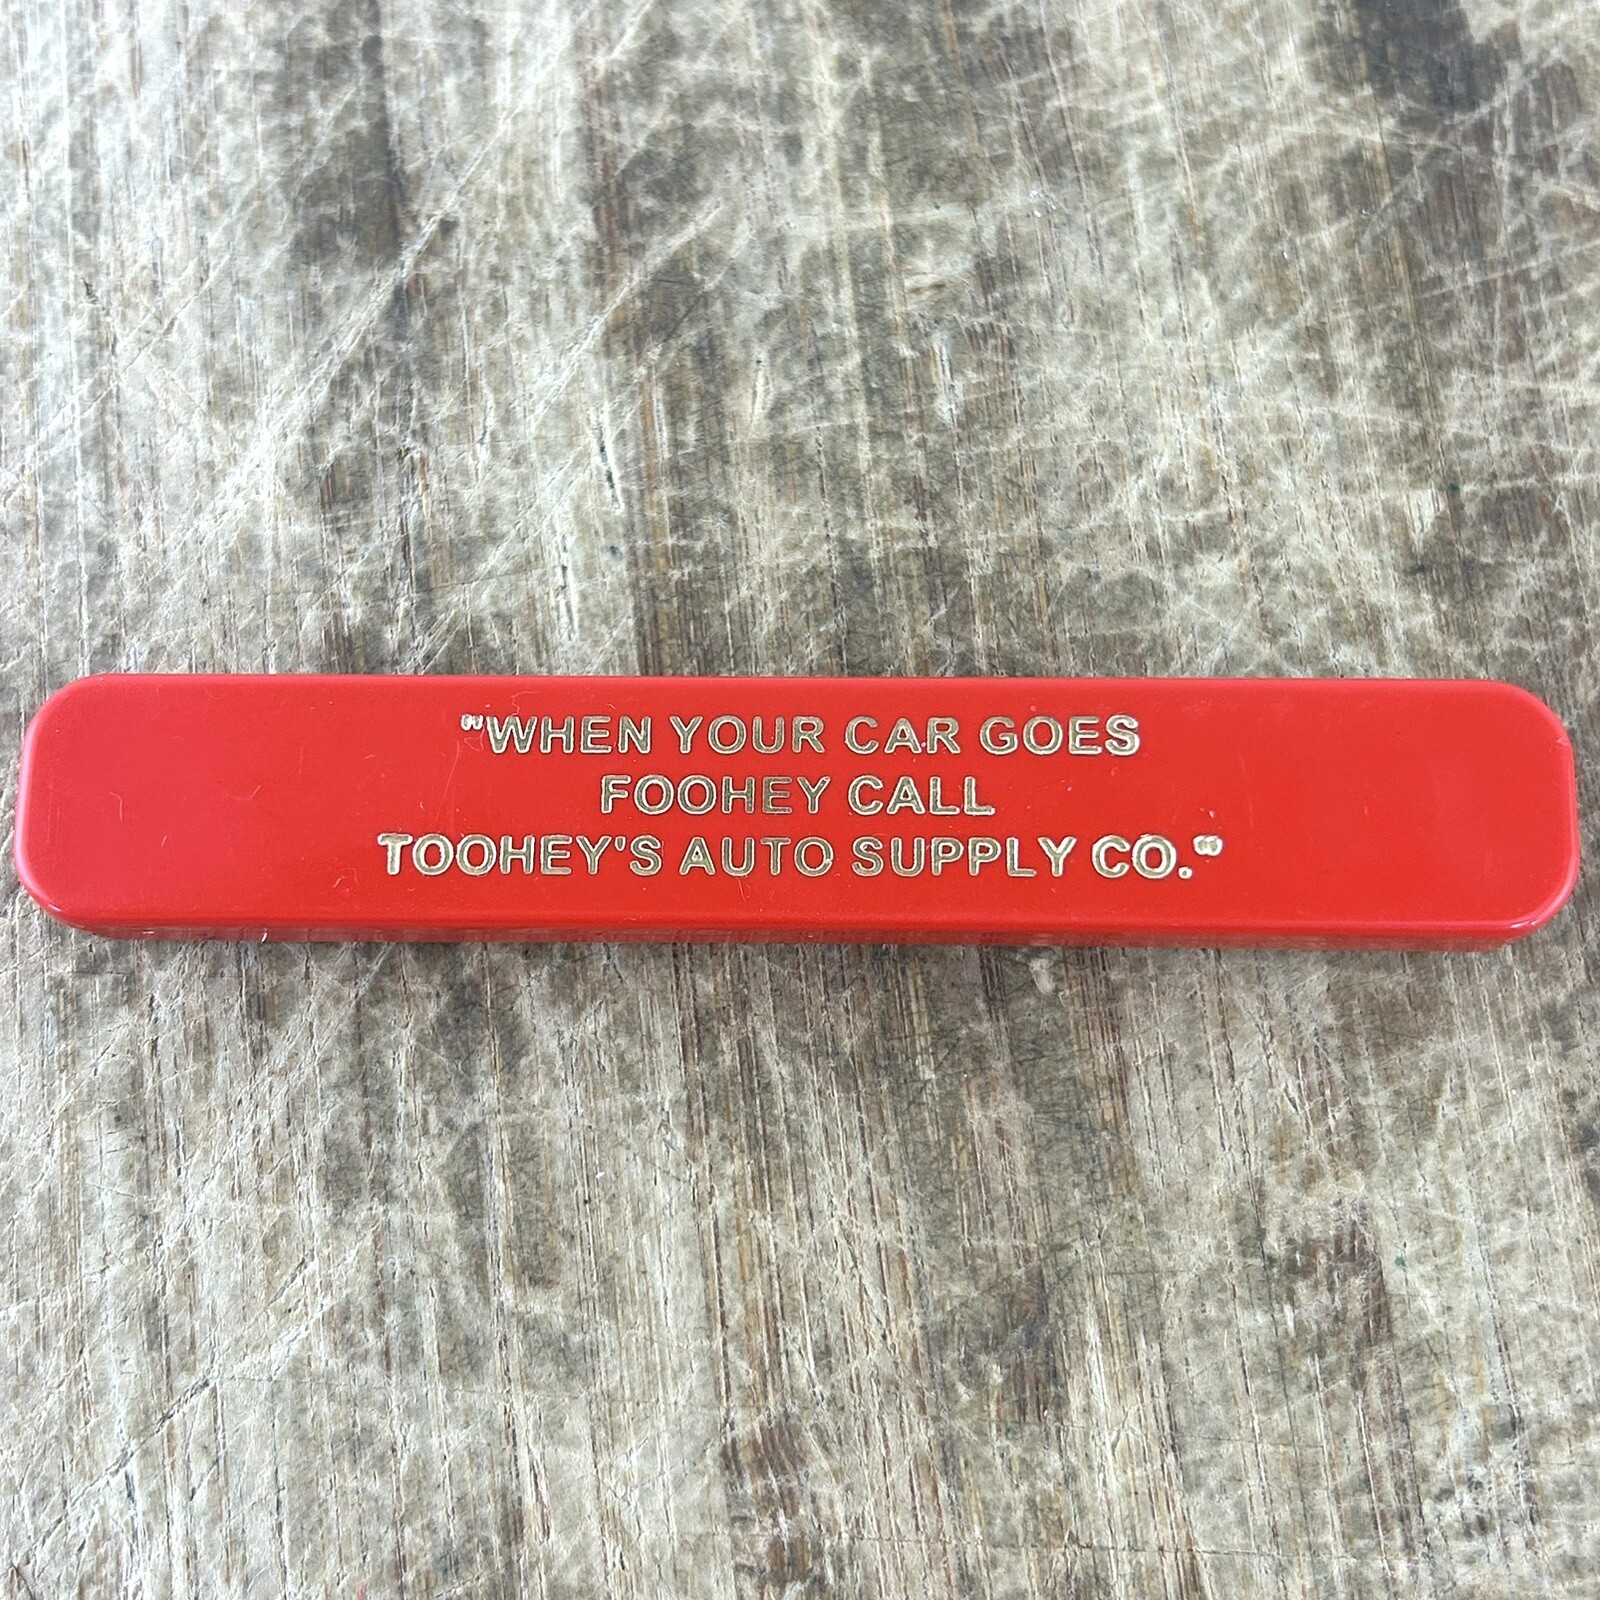 "WHEN YOUR CAR GOES
FOOHEY CALL
TOOHEY'S AUTO SUPPLY CO."